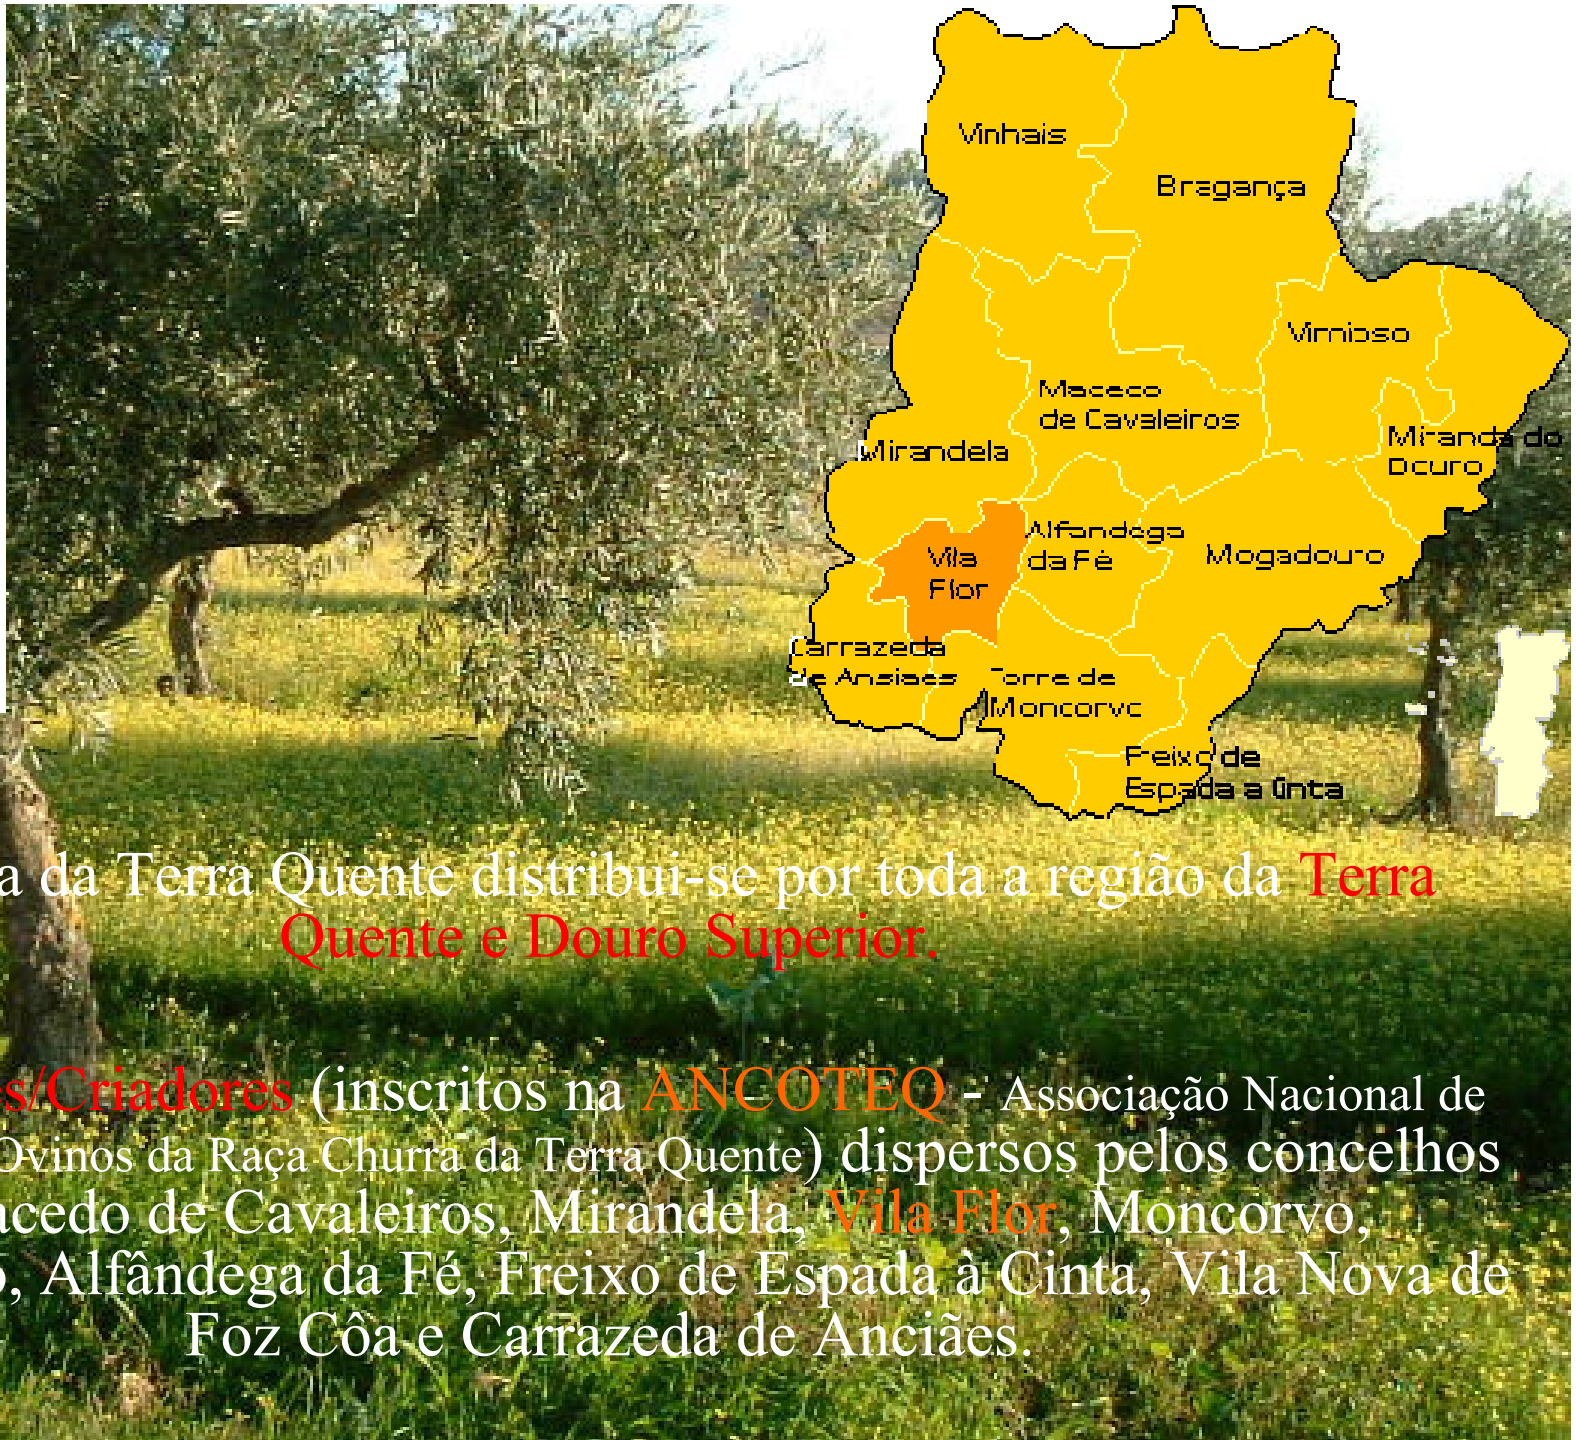 Vinhais
Bragança
Vimioso
Macedo
de Cavaleiros
Miranda do
Douro
Mirandela
Alfandega
da Fé
Mogadouro
Vila
Flor
Carrazeda
de Ansiaes
Torre de
Moncorvo
Freixo de
Espada a Cinta
a da Terra Quente distribui-se por toda a região da Terra
Quente e Douro Superior.
es/Criadores (inscritos na ANCOTEQ - Associação Nacional de
Ovinos da Raça Churra da Terra Quente) dispersos pelos concelhos
acedo de Cavaleiros, Mirandela, Vila Flor, Moncorvo,
o, Alfândega da Fé, Freixo de Espada à Cinta, Vila Nova de
Foz Côa e Carrazeda de Anciães.